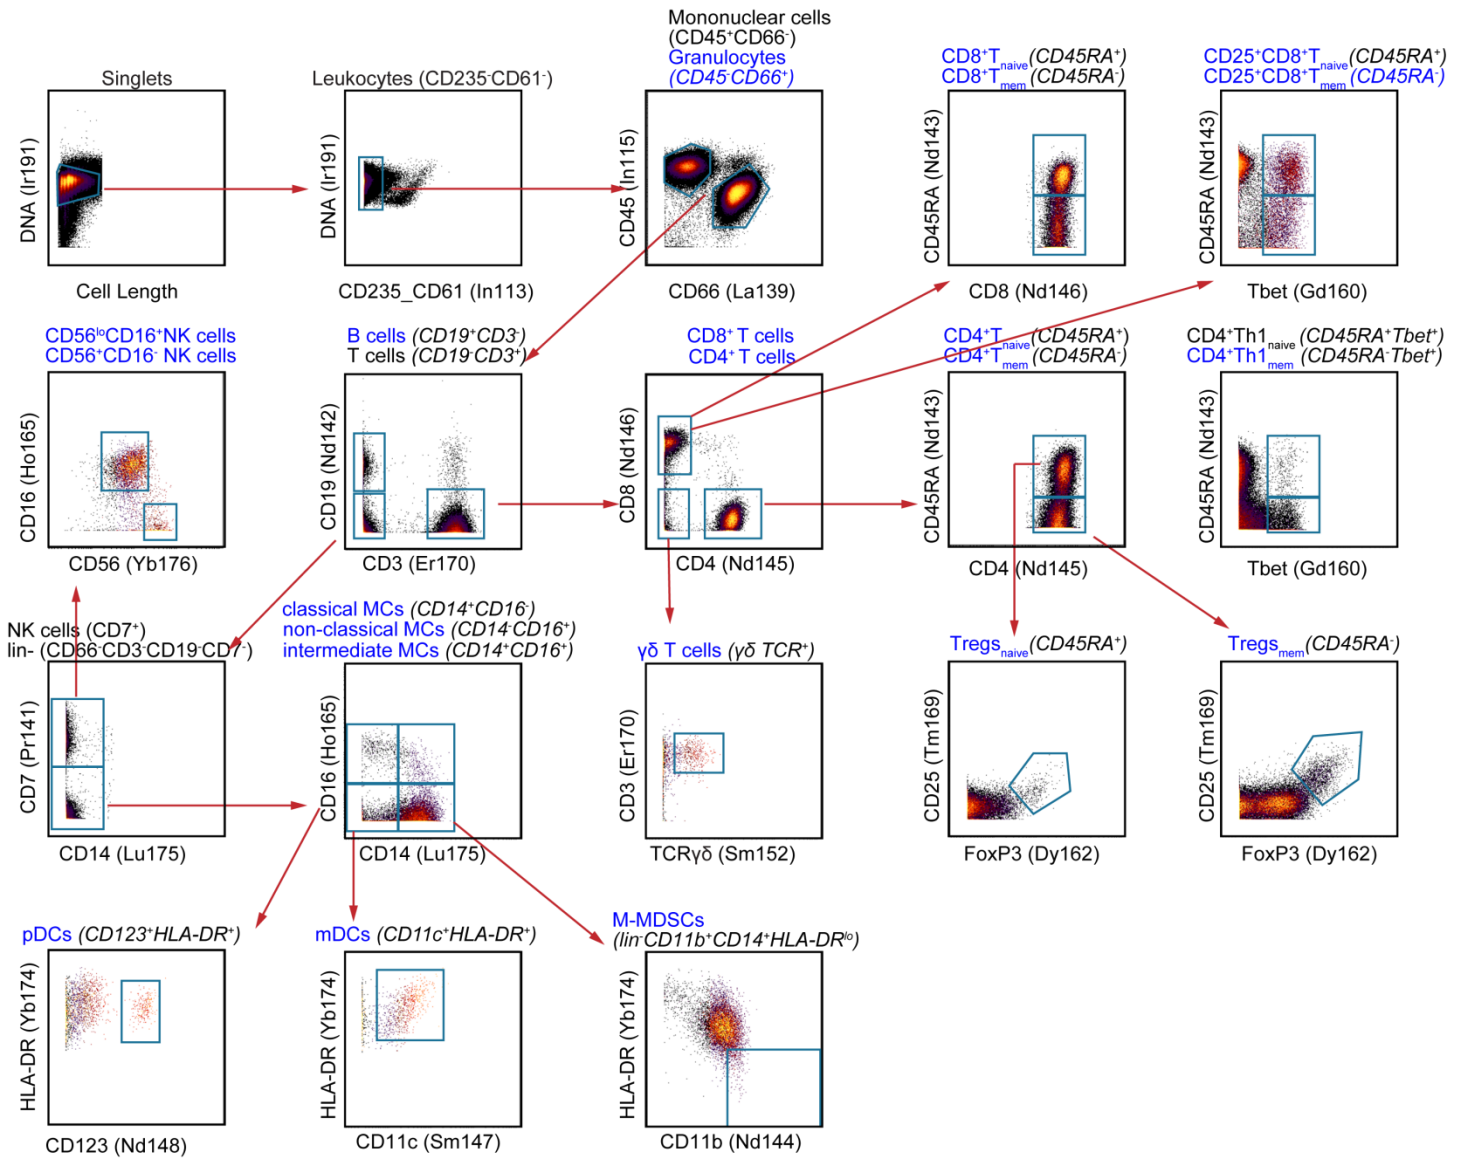 Singlets
DNA (Ir191)
Cell Length
Leukocytes (CD235-CD61-)
DNA (Ir191)
CD235_CD61 (In113)
Mononuclear cells
(CD45+CD66-)
Granulocytes
(CD45-CD66+)
CD45 (In115)
CD66 (La139)
CD8+Tnaive(CD45RA+)
CD8+Tmem(CD45RA-)
CD45RA (Nd143)
CD8 (Nd146)
CD25+CD8+Tnaive(CD45RA+)
CD25+CD8+Tmem(CD45RA-)
CD45RA (Nd143)
Tbet (Gd160)
CD56loCD16+NK cells
CD56+CD16- NK cells
CD16 (Ho165)
CD56 (Yb176)
B cells (CD19+CD3-)
T cells (CD19-CD3+)
CD19 (Nd142)
CD3 (Er170)
CD8+ T cells
CD4+ T cells
CD8 (Nd146)
CD4 (Nd145)
CD4+Tnaive(CD45RA+)
CD4+Tmem(CD45RA-)
CD45RA (Nd143)
CD4 (Nd145)
CD4+Th1naive (CD45RA+Tbet+)
CD4+Th1mem (CD45RA-Tbet+)
CD45RA (Nd143)
Tbet (Gd160)
NK cells (CD7+)
lin- (CD66-CD3-CD19-CD7-)
CD7 (Pr141)
CD14 (Lu175)
classical MCs (CD14+CD16-)
non-classical MCs (CD14-CD16+)
intermediate MCs (CD14+CD16+)
CD16 (Ho165)
CD14 (Lu175)
γδ T cells (γδ TCR+)
CD3 (Er170)
TCRγδ (Sm152)
Tregsnaive(CD45RA+)
CD25 (Tm169)
FoxP3 (Dy162)
Tregsmem(CD45RA-)
CD25 (Tm169)
FoxP3 (Dy162)
pDCs (CD123+HLA-DR+)
HLA-DR (Yb174)
CD123 (Nd148)
mDCs (CD11c+HLA-DR+)
HLA-DR (Yb174)
CD11c (Sm147)
M-MDSCs
(lin-CD11b+CD14+HLA-DRlo)
HLA-DR (Yb174)
CD11b (Nd144)